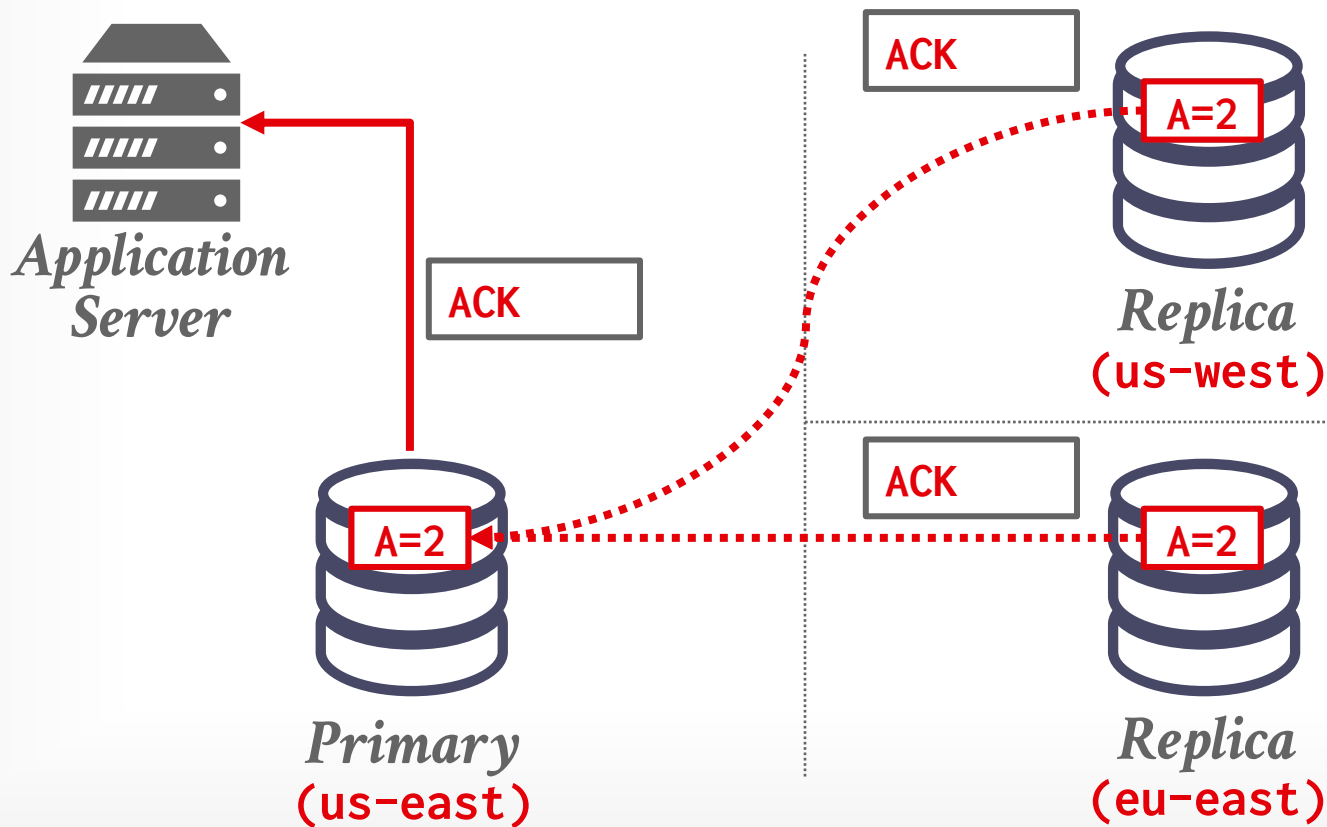 ACK
A=2
Application
Server
ACK
Replica
(us-west)
ACK
A=2
A=2
Primary
(us-east)
Replica
(eu-east)